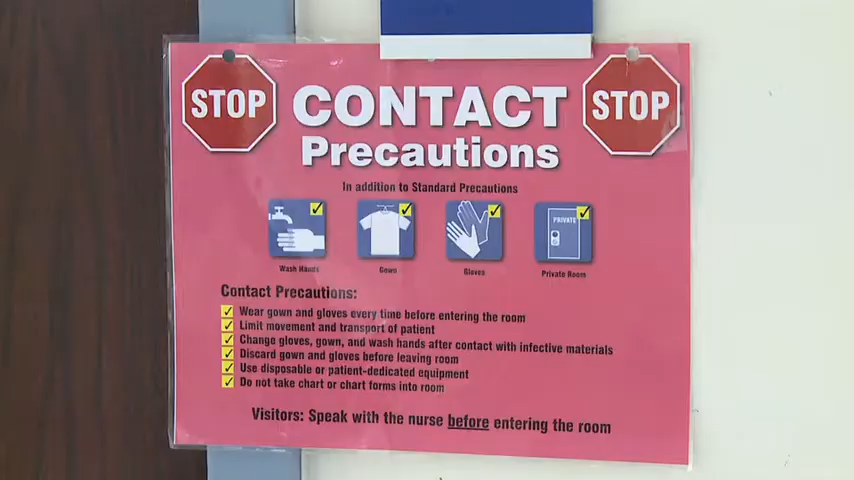 STOP CONTACT STOP
Precautions
In addition to Standard Precautions
PRIVATE
Wash Hands Gown Gloves Private Room
Contact Precautions:
Wear gown and gloves every time before entering the room
Limit movement and transport of patient
Change gloves, gown, and wash hands after contact with infective materials
Discard gown and gloves before leaving room
Use disposable or patient-dedicated equipment
Do not take chart or chart forms into room
Visitors: Speak with the nurse before entering the room